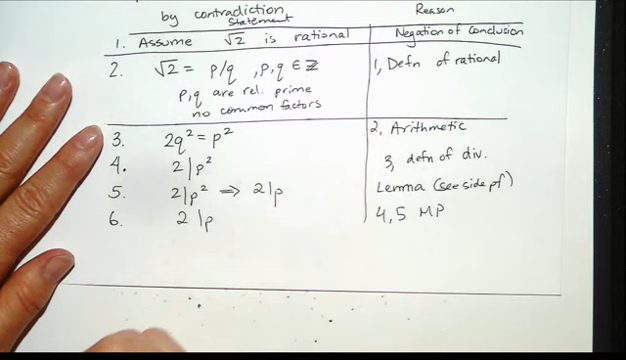 by contradiction
Statement Reason
1. Assume √2 is rational Negation of Conclusion
2. √2 = p/q , p,q ∈ ℤ 1, Defn of rational
p,q are rel. prime
no common factors
3. 2q² = p² 2, Arithmetic
4. 2|p² 3, defn of div.
5. 2|p² ⟹ 2|p Lemma (see side pf)
6. 2|p 4,5 MP